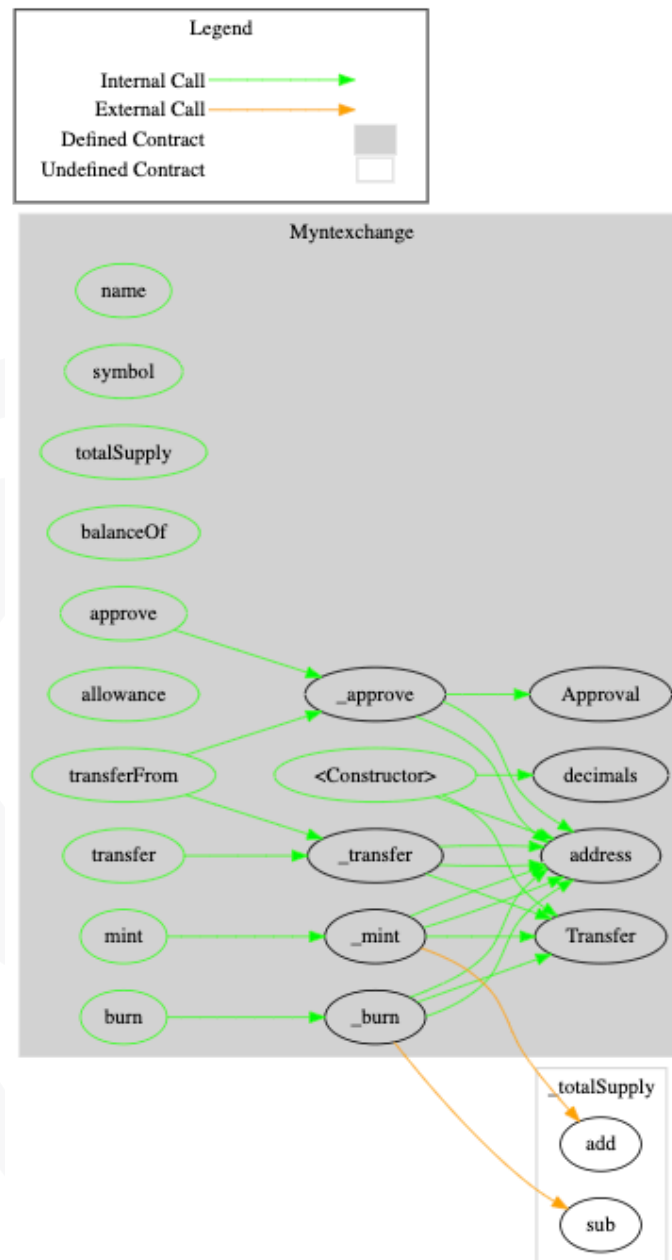 Legend
Internal Call
External Call
Defined Contract
Undefined Contract
Myntexchange
name
symbol
totalSupply
balanceOf
approve
allowance
_approve
Approval
transferFrom
<Constructor>
decimals
transfer
_transfer
address
mint
_mint
Transfer
burn
_burn
_totalSupply
add
sub